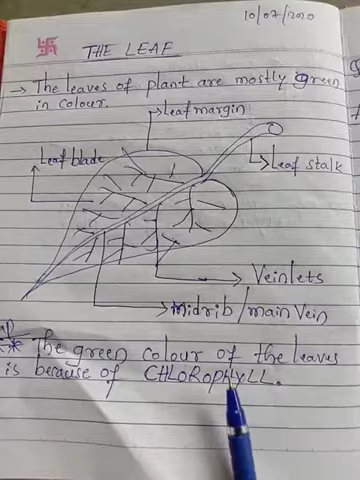 10/07/2020
THE LEAF
→ The leaves of plant are mostly green
in colour.
Leaf margin
Leaf blade
Leaf stalk
Veinlets
midrib/main vein
** The green colour of the leaves
is because of CHLOROPHYLL.